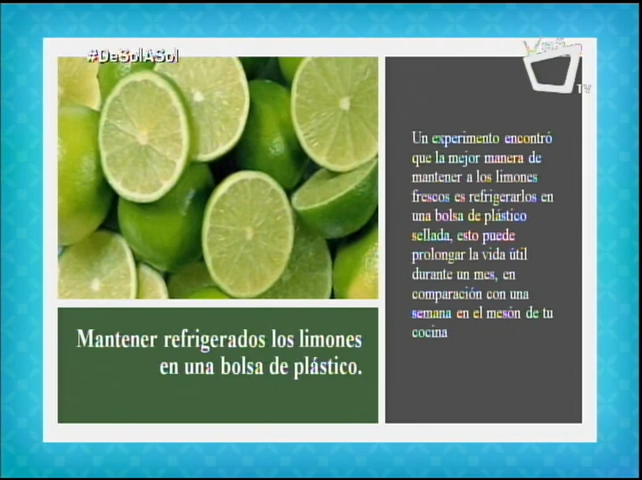 #DeSolASol
TV
Mantener refrigerados los limones
en una bolsa de plástico.
Un experimento encontró
que la mejor manera de
mantener a los limones
frescos es refrigerarlos en
una bolsa de plástico
sellada, esto puede
prolongar la vida útil
durante un mes, en
comparación con una
semana en el mesón de tu
cocina